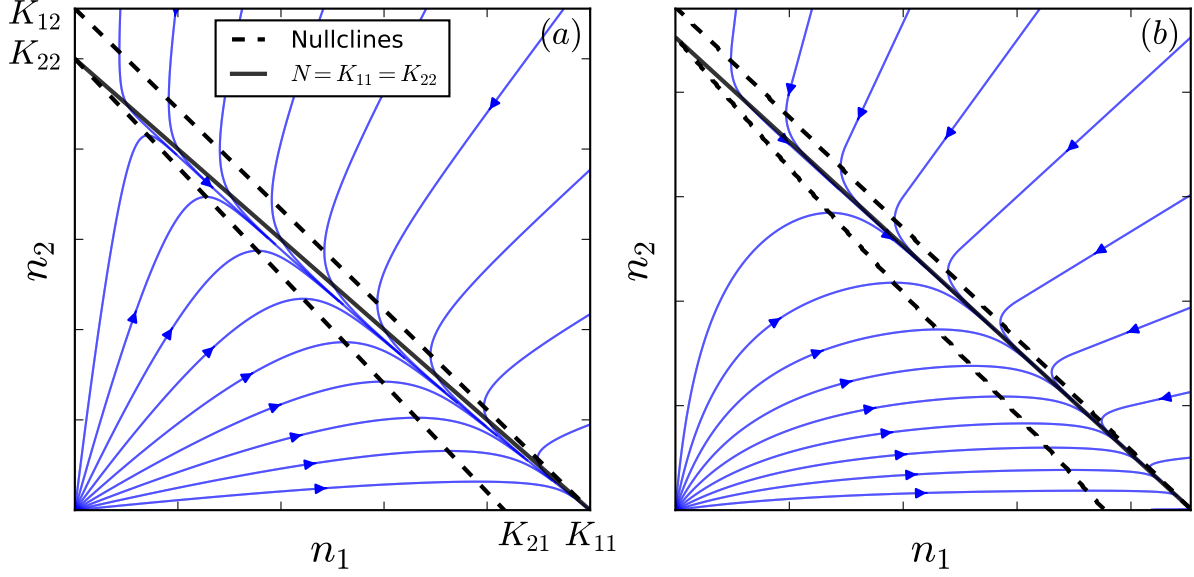 K₁₂
K₂₂
Nullclines
N = K₁₁ = K₂₂
(a)
n₂
K₂₁ K₁₁
n₁
(b)
n₂
n₁